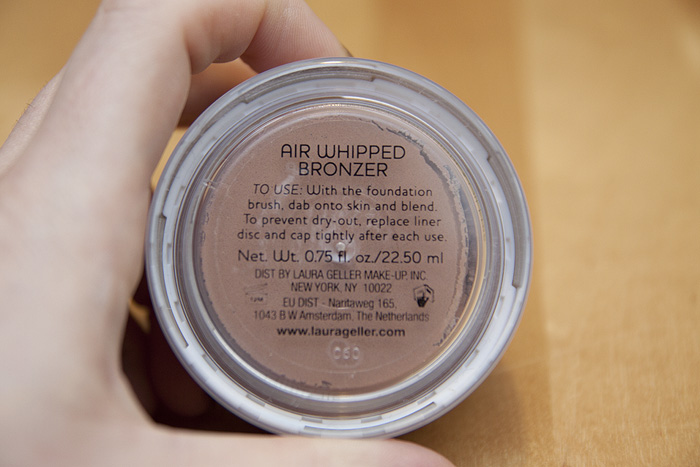 AIR WHIPPED
BRONZER
TO USE: With the foundation
brush, dab onto skin and blend.
To prevent dry-out, replace liner
disc and cap tightly after each use.
Net. Wt. 0.75 fl. oz./22.50 ml
DIST BY LAURA GELLER MAKE-UP, INC.
NEW YORK, NY 10022
12M
EU DIST - Naritaweg 165,
1043 B W Amsterdam, The Netherlands
www.laurageller.com